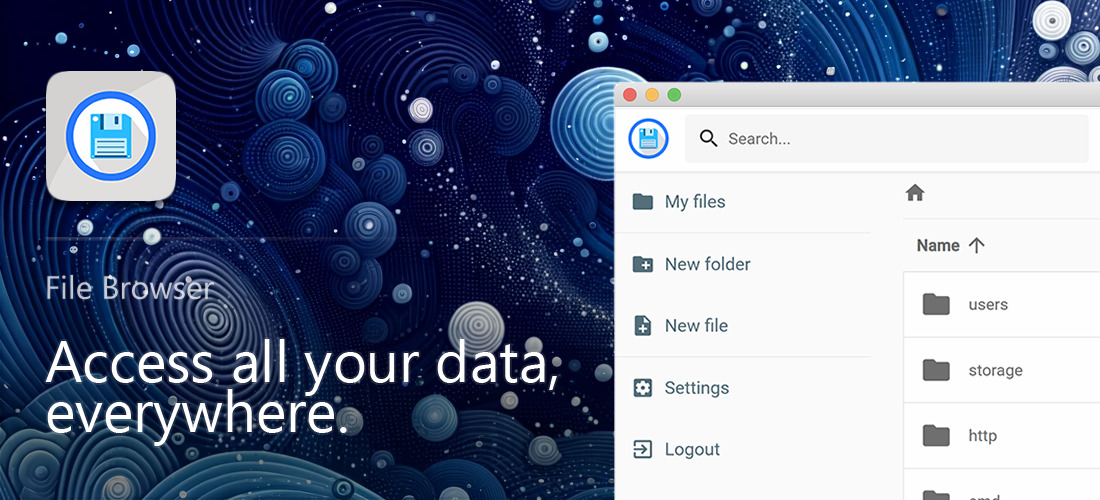 File Browser
Access all your data,
everywhere.
Search...
My files
New folder
New file
Settings
Logout
Name
users
storage
http